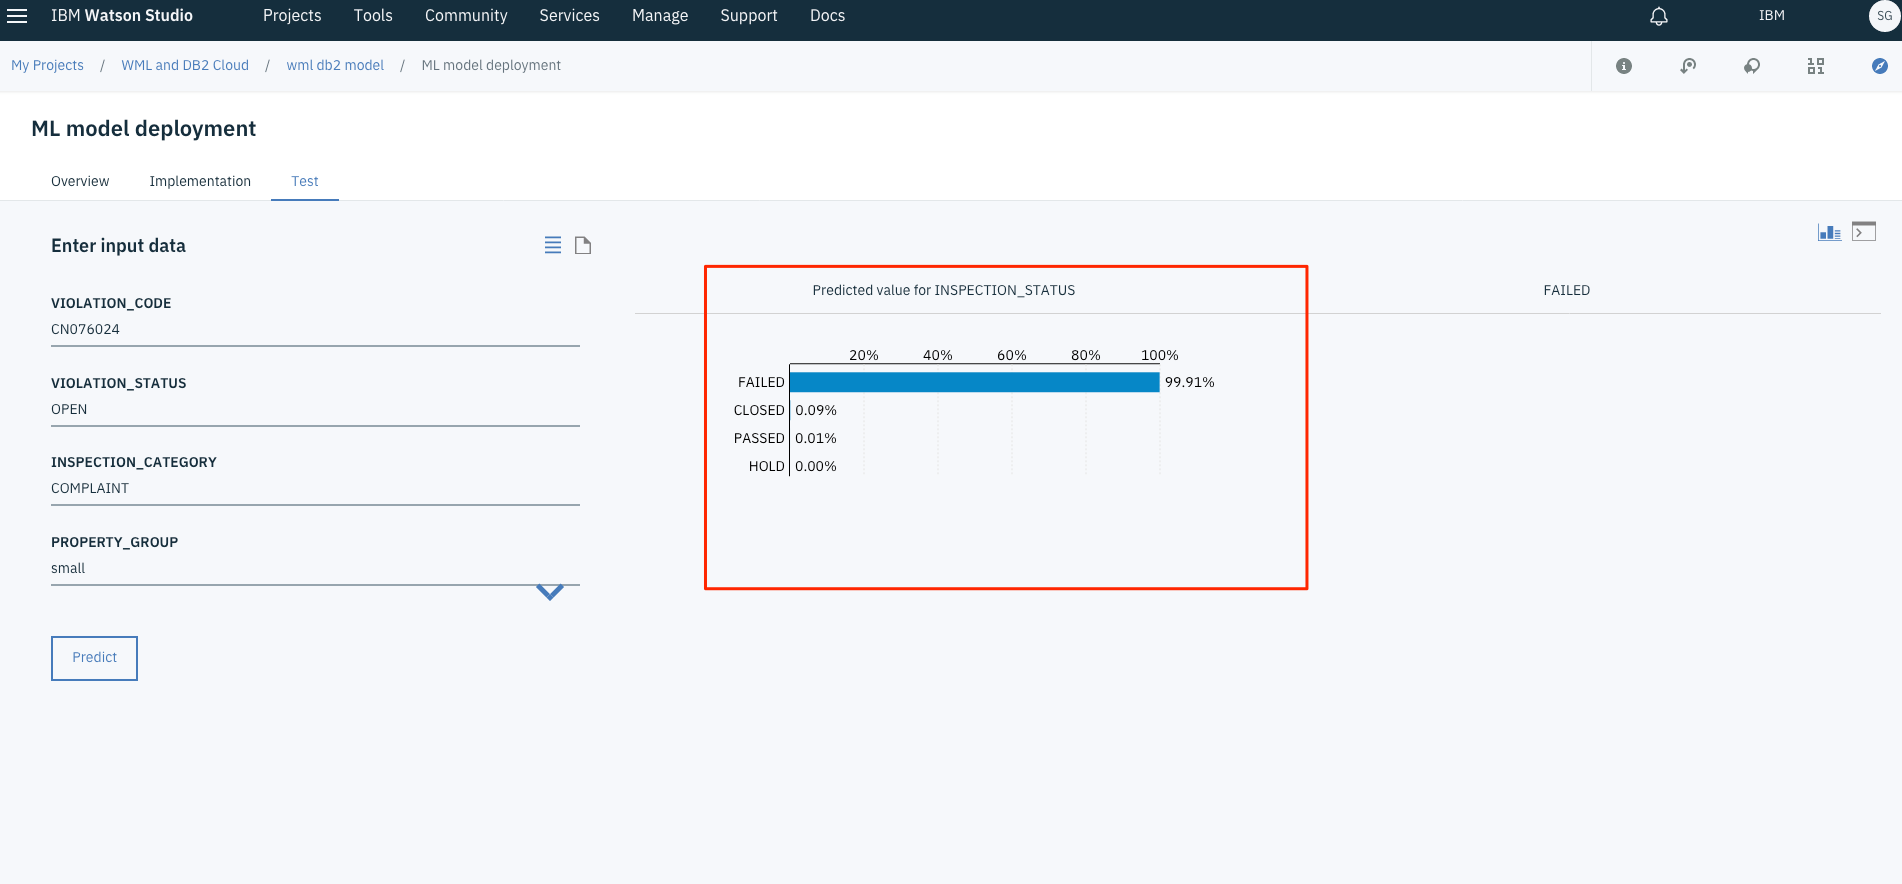 IBM Watson Studio Projects Tools Community Services Manage Support Docs IBM SG
My Projects / WML and DB2 Cloud / wml db2 model / ML model deployment
ML model deployment
Overview Implementation Test
Enter input data
VIOLATION_CODE
CN076024
VIOLATION_STATUS
OPEN
INSPECTION_CATEGORY
COMPLAINT
PROPERTY_GROUP
small
Predict
Predicted value for INSPECTION_STATUS FAILED
20% 40% 60% 80% 100%
FAILED 99.91%
CLOSED 0.09%
PASSED 0.01%
HOLD 0.00%